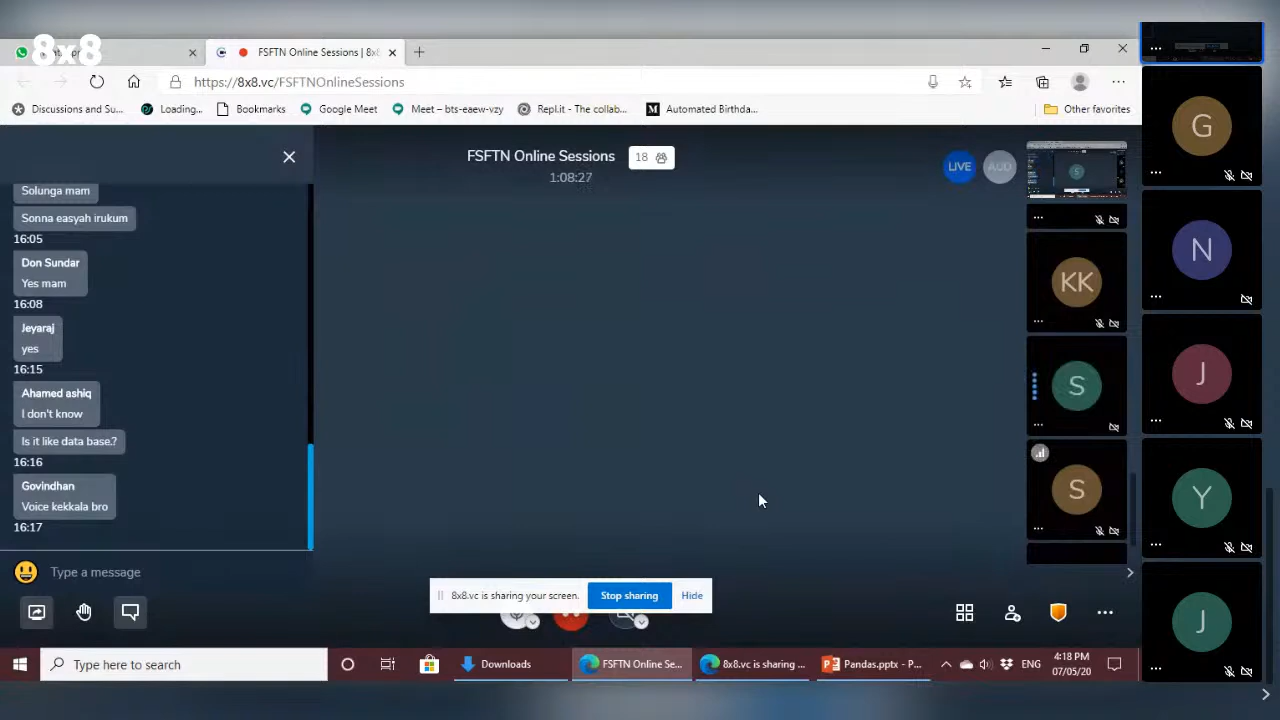 8x8
FSFTN Online Sessions | 8x8
https://8x8.vc/FSFTNOnlineSessions
Discussions and Su...
Loading...
Bookmarks
Google Meet
Meet – bts-eaew-vzy
Repl.it - The collab...
Automated Birthda...
Other favorites
FSFTN Online Sessions
18
1:08:27
LIVE
AUD
Solunga mam
Sonna easyah irukum
16:05
Don Sundar
Yes mam
16:08
Jeyaraj
yes
16:15
Ahamed ashiq
I don't know
Is it like data base.?
16:16
Govindhan
Voice kekkala bro
16:17
Type a message
KK
S
S
G
N
J
Y
J
8x8.vc is sharing your screen.
Stop sharing
Hide
Type here to search
Downloads
FSFTN Online Se...
8x8.vc is sharing ...
Pandas.pptx - P...
ENG
4:18 PM
07/05/20